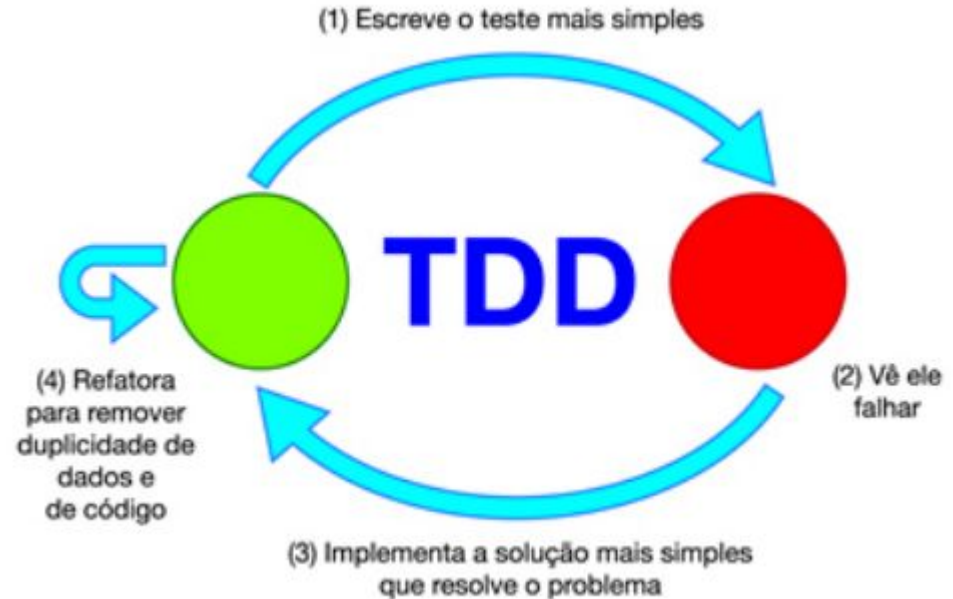 (1) Escreve o teste mais simples
TDD
(2) Vê ele
falhar
(3) Implementa a solução mais simples
que resolve o problema
(4) Refatora
para remover
duplicidade de
dados e
de código